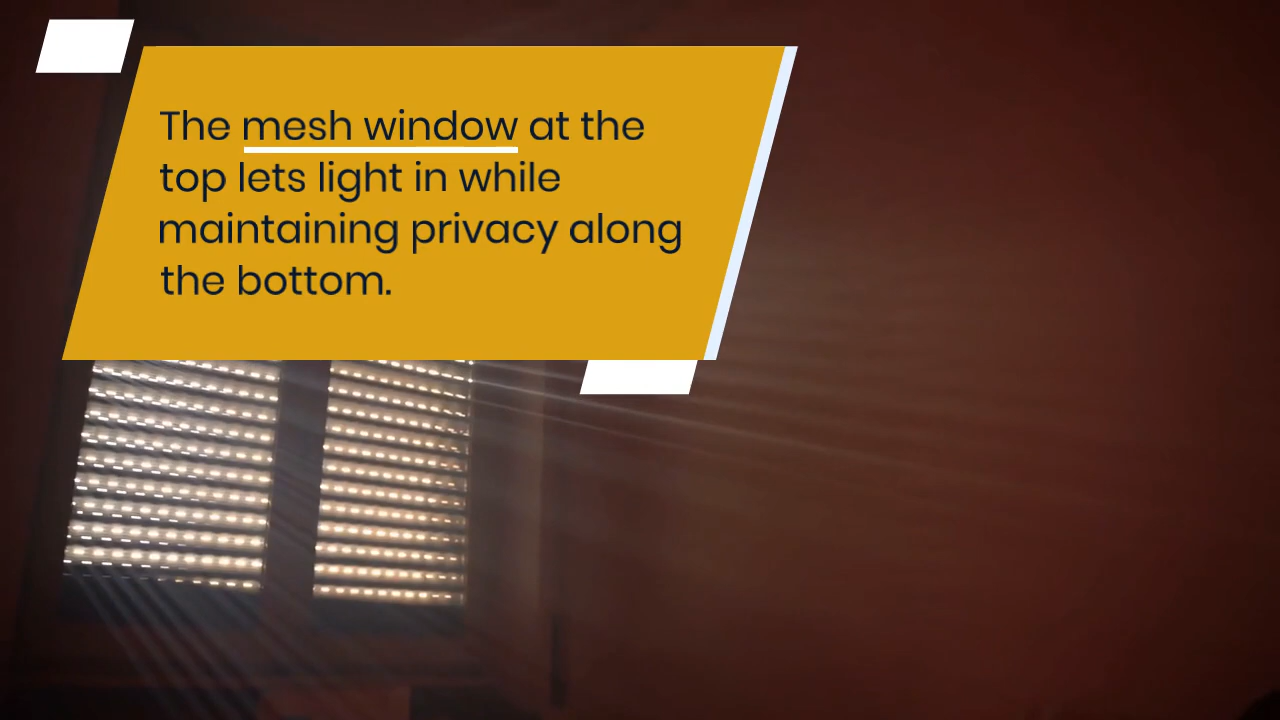 The mesh window at the
top lets light in while
maintaining privacy along
the bottom.